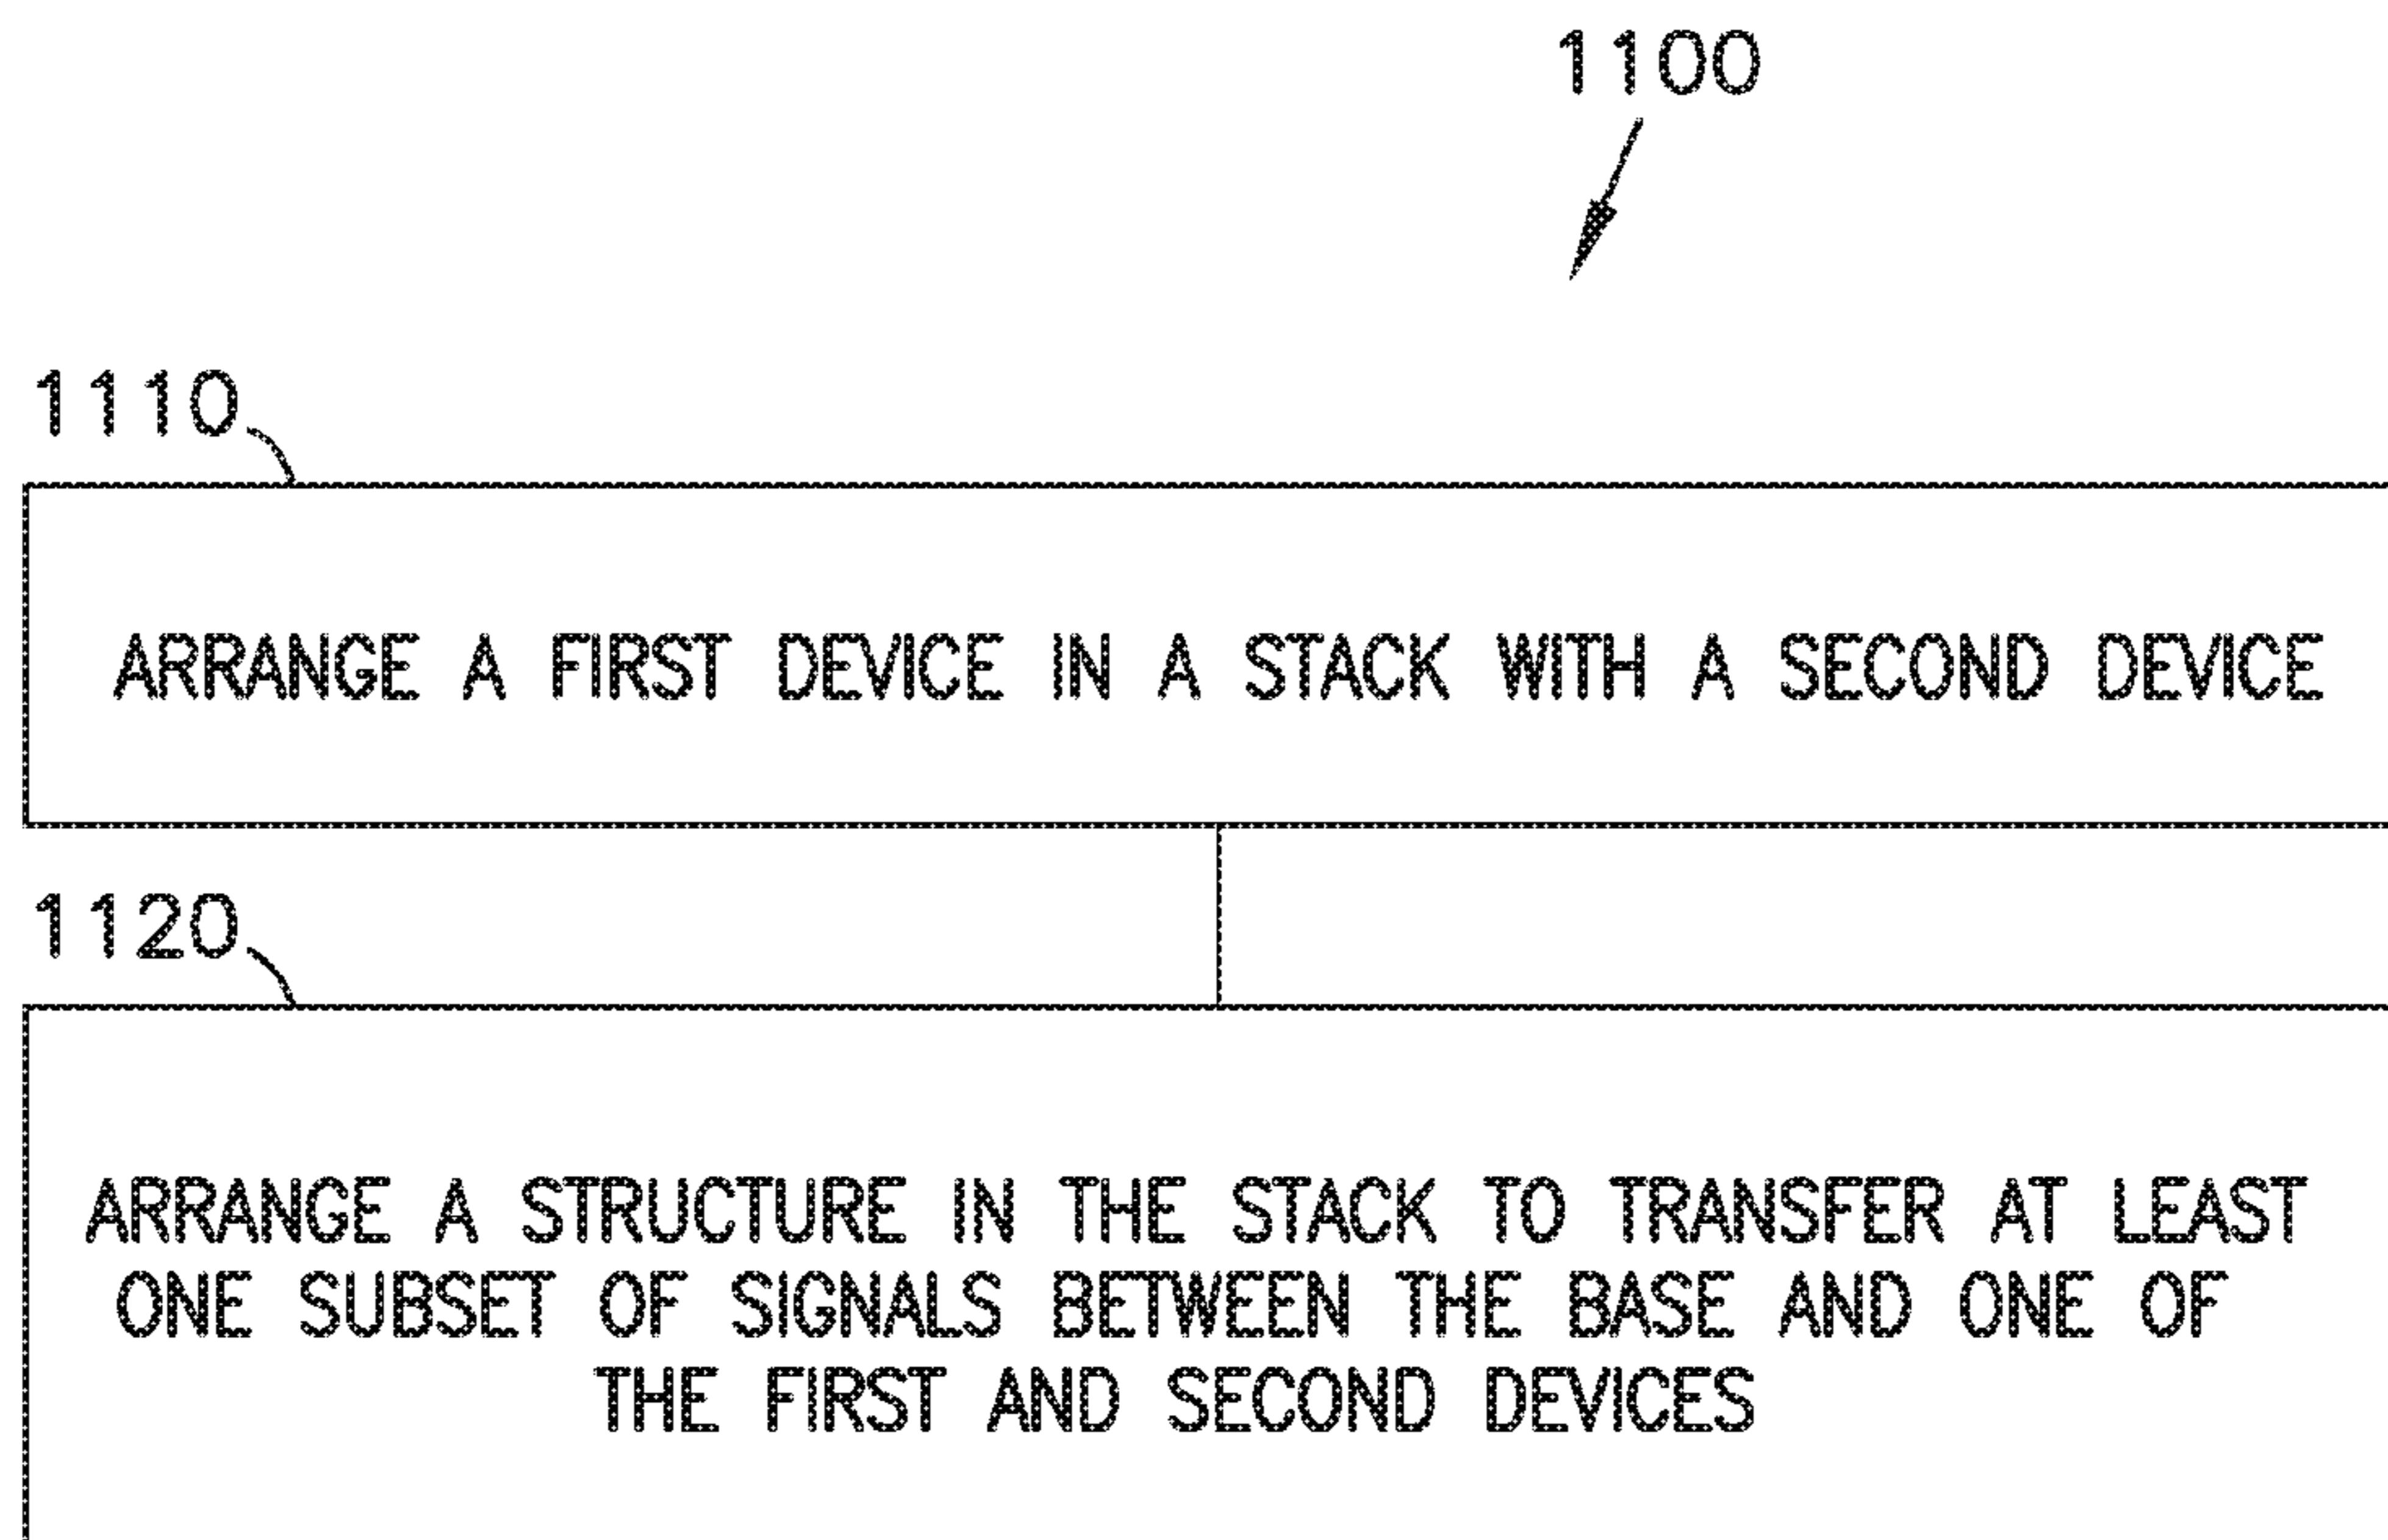 1100
1110
ARRANGE A FIRST DEVICE IN A STACK WITH A SECOND DEVICE
1120
ARRANGE A STRUCTURE IN THE STACK TO TRANSFER AT LEAST
ONE SUBSET OF SIGNALS BETWEEN THE BASE AND ONE OF
THE FIRST AND SECOND DEVICES